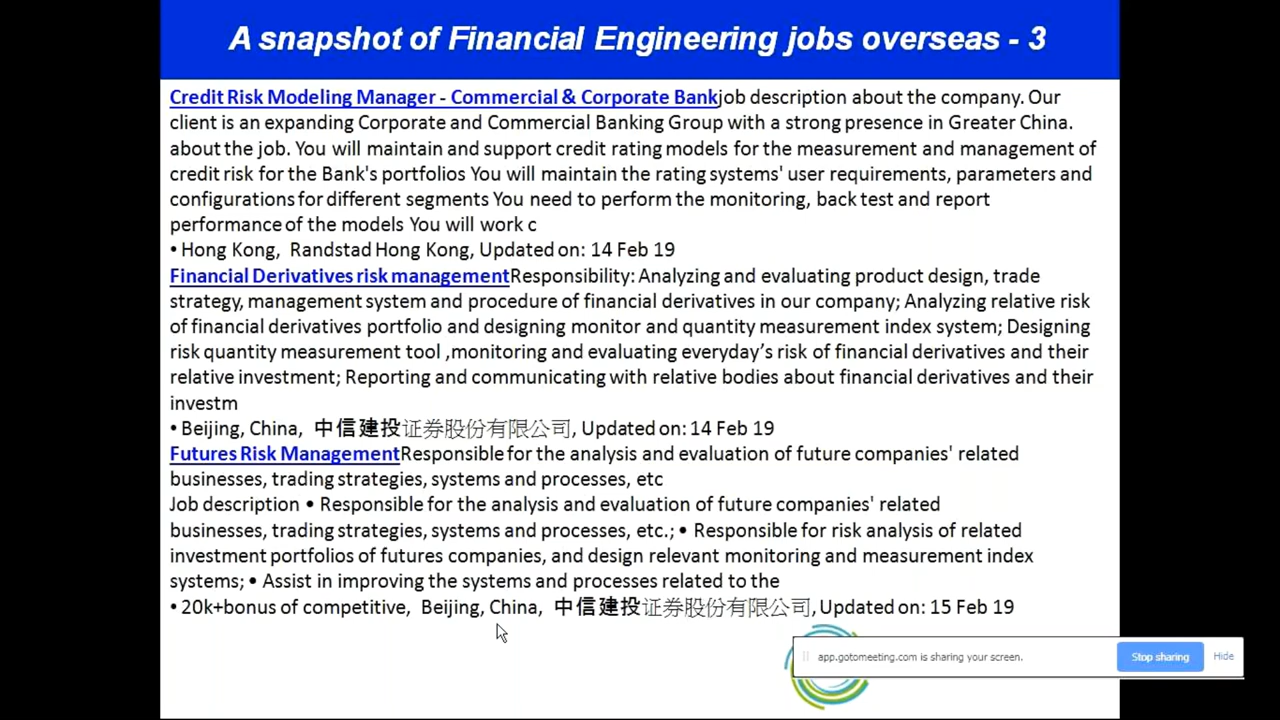 A snapshot of Financial Engineering jobs overseas - 3
Credit Risk Modeling Manager - Commercial & Corporate Bankjob description about the company. Our
client is an expanding Corporate and Commercial Banking Group with a strong presence in Greater China.
about the job. You will maintain and support credit rating models for the measurement and management of
credit risk for the Bank's portfolios You will maintain the rating systems' user requirements, parameters and
configurations for different segments You need to perform the monitoring, back test and report
performance of the models You will work c
• Hong Kong, Randstad Hong Kong, Updated on: 14 Feb 19
Financial Derivatives risk managementResponsibility: Analyzing and evaluating product design, trade
strategy, management system and procedure of financial derivatives in our company; Analyzing relative risk
of financial derivatives portfolio and designing monitor and quantity measurement index system; Designing
risk quantity measurement tool ,monitoring and evaluating everyday's risk of financial derivatives and their
relative investment; Reporting and communicating with relative bodies about financial derivatives and their
investm
• Beijing, China, 中信建投证券股份有限公司, Updated on: 14 Feb 19
Futures Risk ManagementResponsible for the analysis and evaluation of future companies' related
businesses, trading strategies, systems and processes, etc
Job description • Responsible for the analysis and evaluation of future companies' related
businesses, trading strategies, systems and processes, etc.; • Responsible for risk analysis of related
investment portfolios of futures companies, and design relevant monitoring and measurement index
systems; • Assist in improving the systems and processes related to the
• 20k+bonus of competitive, Beijing, China, 中信建投证券股份有限公司, Updated on: 15 Feb 19
app.gotomeeting.com is sharing your screen. Stop sharing Hide